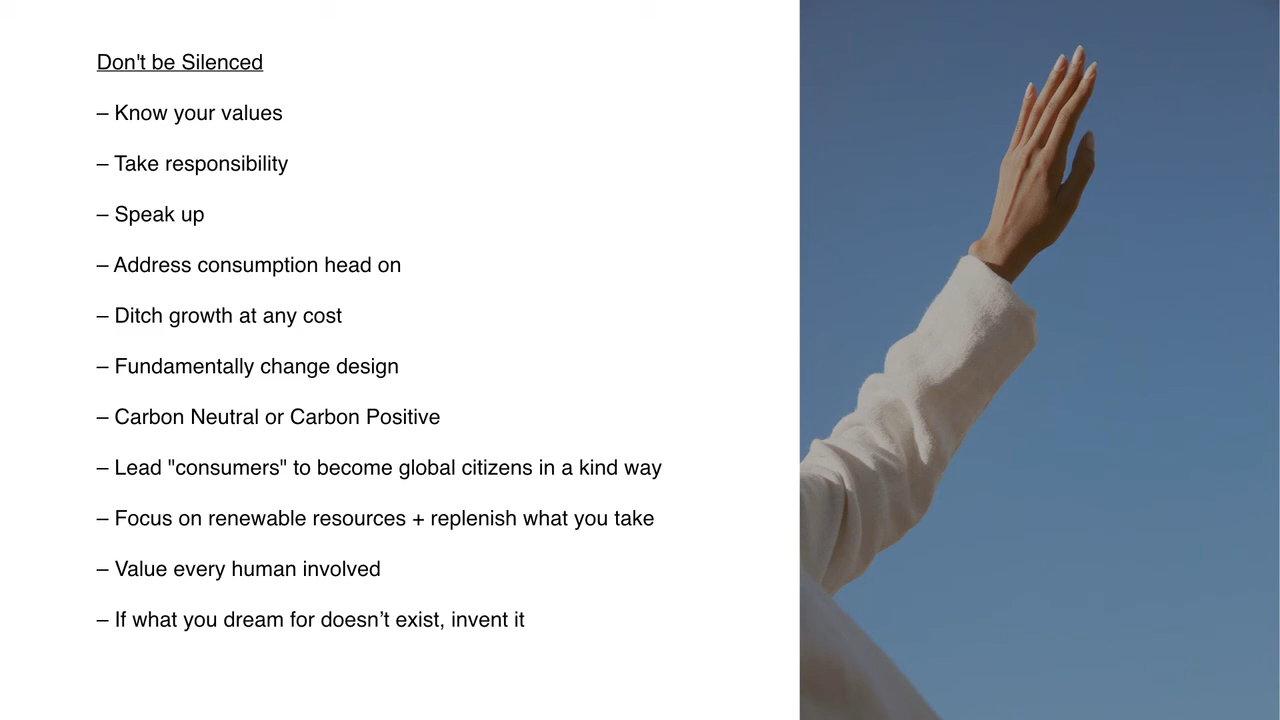 Don't be Silenced
– Know your values
– Take responsibility
– Speak up
– Address consumption head on
– Ditch growth at any cost
– Fundamentally change design
– Carbon Neutral or Carbon Positive
– Lead "consumers" to become global citizens in a kind way
– Focus on renewable resources + replenish what you take
– Value every human involved
– If what you dream for doesn’t exist, invent it